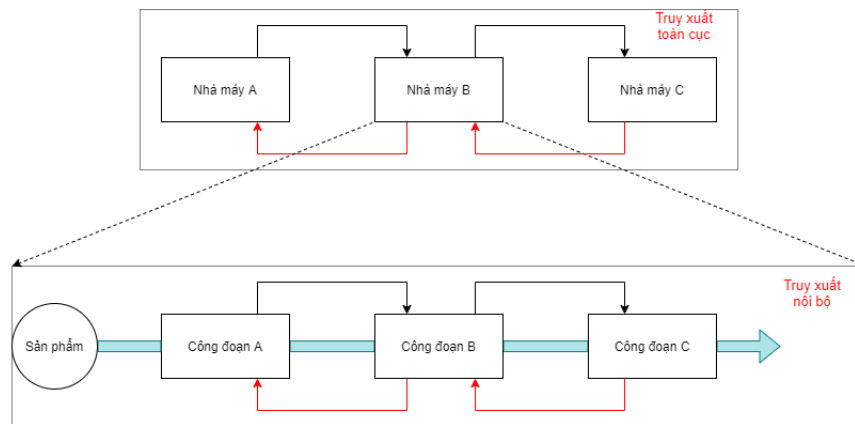 Truy xuất
toàn cục
Nhà máy A
Nhà máy B
Nhà máy C
Truy xuất
nội bộ
Sản phẩm
Công đoạn A
Công đoạn B
Công đoạn C